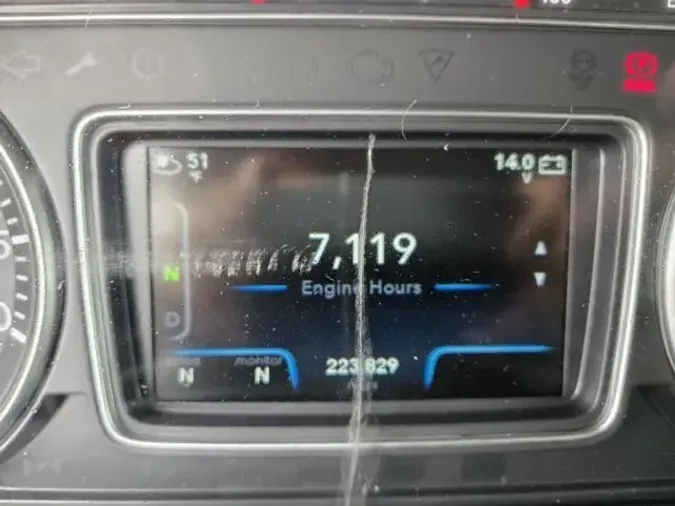 51
°F
14.0
V
7,119
Engine Hours
N
D
monitor
N
N
223,829